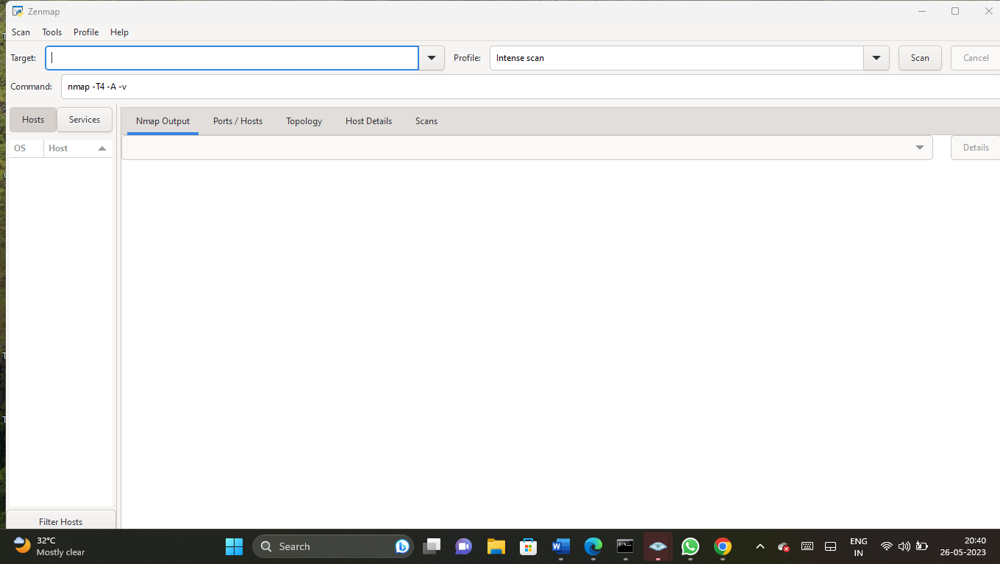 Zenmap
Scan Tools Profile Help
Target: Profile: Intense scan Scan Cancel
Command: nmap -T4 -A -v
Hosts Services Nmap Output Ports / Hosts Topology Host Details Scans
OS Host Details
Filter Hosts
32°C
Mostly clear
Search
ENG
IN
20:40
26-05-2023